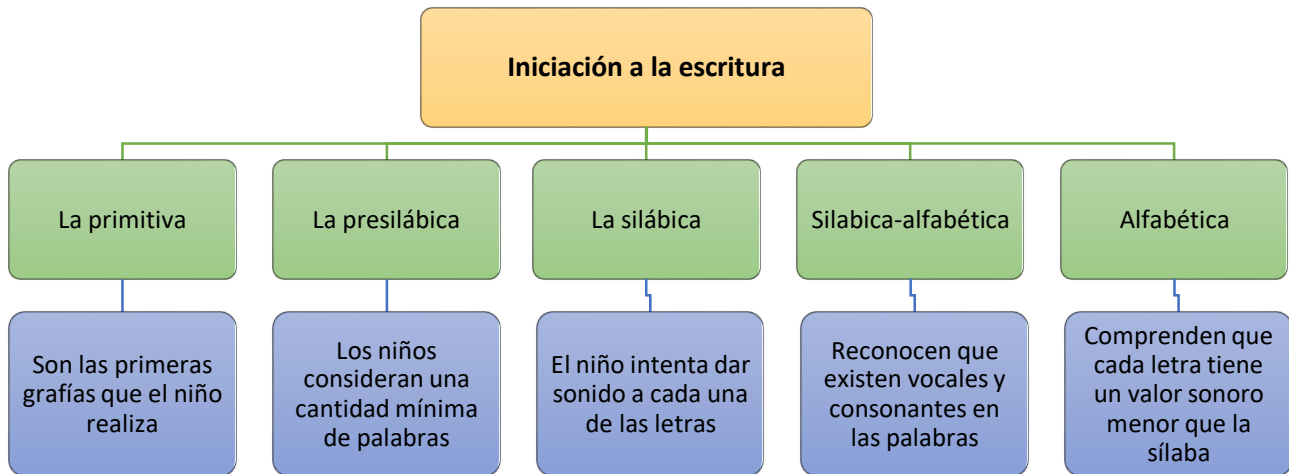 Iniciación a la escritura
La primitiva
La presilábica
La silábica
Silabica-alfabética
Alfabética
Son las primeras
grafías que el niño
realiza
Los niños
consideran una
cantidad mínima
de palabras
El niño intenta dar
sonido a cada una
de las letras
Reconocen que
existen vocales y
consonantes en
las palabras
Comprenden que
cada letra tiene
un valor sonoro
menor que la
sílaba